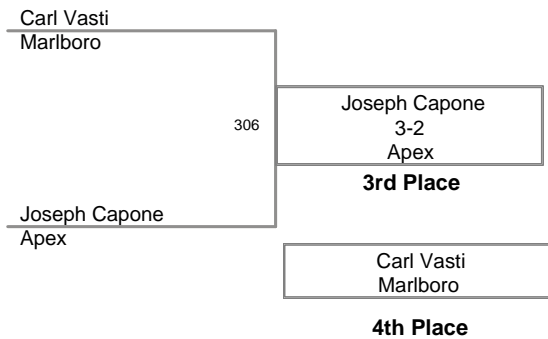 Carl Vasti
Marlboro
306
Joseph Capone
3-2
Apex
3rd Place
Joseph Capone
Apex
Carl Vasti
Marlboro
4th Place